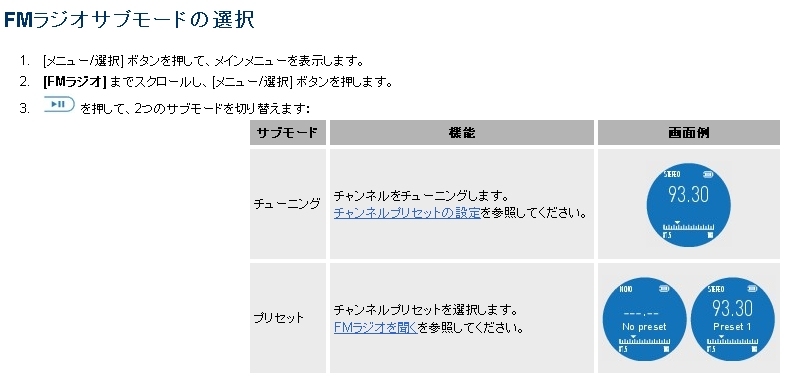 FMラジオサブモードの選択
1. [メニュー/選択] ボタンを押して、メインメニューを表示します。
2. [FMラジオ] までスクロールし、[メニュー/選択] ボタンを押します。
3. を押して、2つのサブモードを切り替えます:
サブモード 機能 画面例
チューニング
チャンネルをチューニングします。
チャンネルプリセットの設定を参照してください。
STEREO
93.30
プリセット
チャンネルプリセットを選択します。
FMラジオを聞くを参照してください。
MONO
---.--
No preset
STEREO
93.30
Preset 1